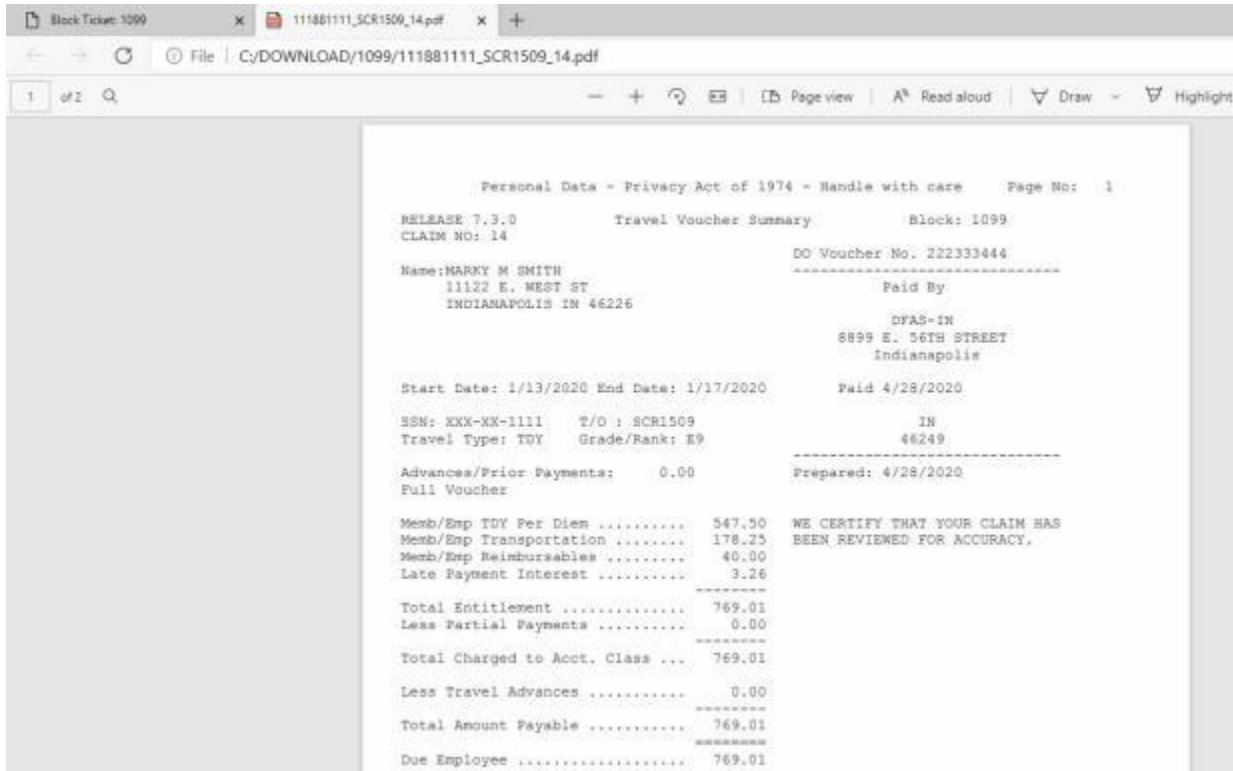 Block Ticket: 1099
111881111_SCR1509_14.pdf
File C:/DOWNLOAD/1099/111881111_SCR1509_14.pdf
1 of 2 Page view Read aloud Draw Highlight
Personal Data - Privacy Act of 1974 - Handle with care Page No: 1
RELEASE 7.3.0 Travel Voucher Summary Block: 1099
CLAIM NO: 14
DO Voucher No. 222333444
------------------------------
Name:MARKY M SMITH
11122 E. WEST ST
INDIANAPOLIS IN 46226
Paid By
DFAS-IN
8899 E. 56TH STREET
Indianapolis
Start Date: 1/13/2020 End Date: 1/17/2020 Paid 4/28/2020
SSN: XXX-XX-1111 T/O : SCR1509 IN
Travel Type: TDY Grade/Rank: E9 46249
------------------------------
Advances/Prior Payments: 0.00 Prepared: 4/28/2020
Full Voucher
Memb/Emp TDY Per Diem .......... 547.50 WE CERTIFY THAT YOUR CLAIM HAS
Memb/Emp Transportation ........ 178.25 BEEN REVIEWED FOR ACCURACY.
Memb/Emp Reimbursables ......... 40.00
Late Payment Interest .......... 3.26
--------
Total Entitlement .............. 769.01
Less Partial Payments .......... 0.00
--------
Total Charged to Acct. Class ... 769.01
Less Travel Advances ........... 0.00
========
Total Amount Payable ........... 769.01
========
Due Employee ................... 769.01